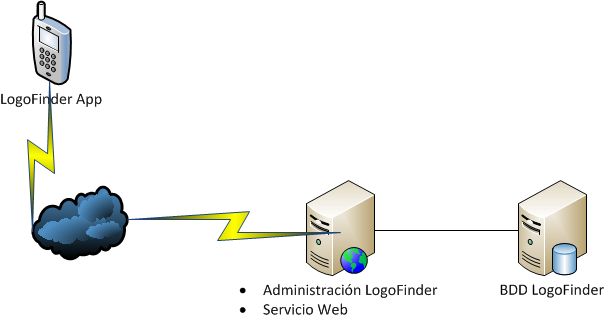 LogoFinder App
• Administración LogoFinder
• Servicio Web
BDD LogoFinder